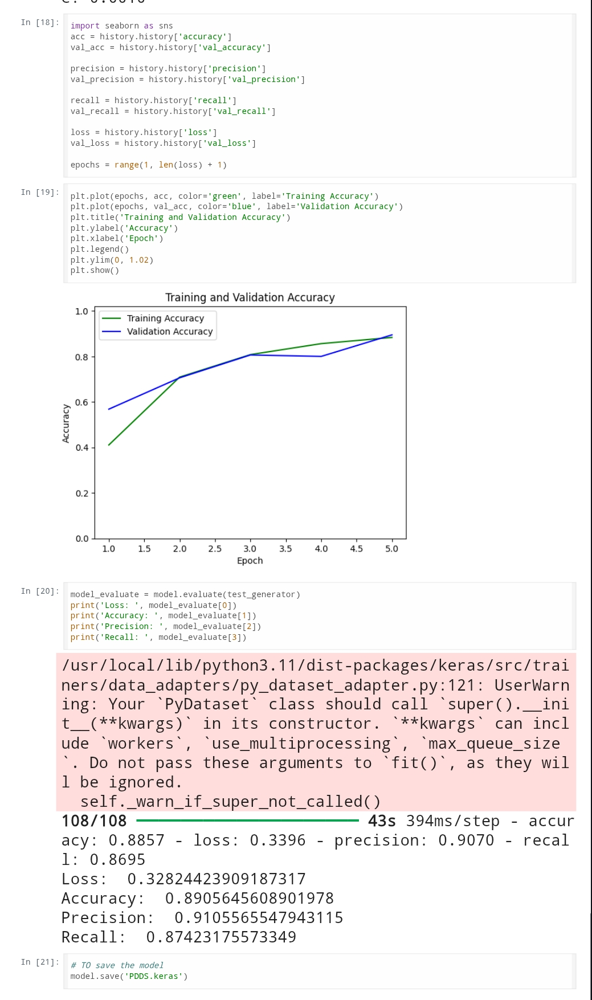 In [18]:
import seaborn as sns
acc = history.history['accuracy']
val_acc = history.history['val_accuracy']
precision = history.history['precision']
val_precision = history.history['val_precision']
recall = history.history['recall']
val_recall = history.history['val_recall']
loss = history.history['loss']
val_loss = history.history['val_loss']
epochs = range(1, len(loss) + 1)
In [19]:
plt.plot(epochs, acc, color='green', label='Training Accuracy')
plt.plot(epochs, val_acc, color='blue', label='Validation Accuracy')
plt.title('Training and Validation Accuracy')
plt.ylabel('Accuracy')
plt.xlabel('Epoch')
plt.legend()
plt.ylim(0, 1.02)
plt.show()
Training and Validation Accuracy
Training Accuracy
Validation Accuracy
1.0
0.8
0.6
0.4
0.2
0.0
Accuracy
1.0 1.5 2.0 2.5 3.0 3.5 4.0 4.5 5.0
Epoch
In [20]:
model_evaluate = model.evaluate(test_generator)
print('Loss: ', model_evaluate[0])
print('Accuracy: ', model_evaluate[1])
print('Precision: ', model_evaluate[2])
print('Recall: ', model_evaluate[3])
/usr/local/lib/python3.11/dist-packages/keras/src/trai
ners/data_adapters/py_dataset_adapter.py:121: UserWarn
ing: Your `PyDataset` class should call `super().__ini
t__(**kwargs)` in its constructor. `**kwargs` can incl
ude `workers`, `use_multiprocessing`, `max_queue_size
`. Do not pass these arguments to `fit()`, as they wil
l be ignored.
self._warn_if_super_not_called()
108/108 43s 394ms/step - accur
acy: 0.8857 - loss: 0.3396 - precision: 0.9070 - recal
l: 0.8695
Loss:  0.32824423909187317
Accuracy:  0.8905645608901978
Precision:  0.9105565547943115
Recall:  0.87423175573349
In [21]:
# TO save the model
model.save('PDDS.keras')